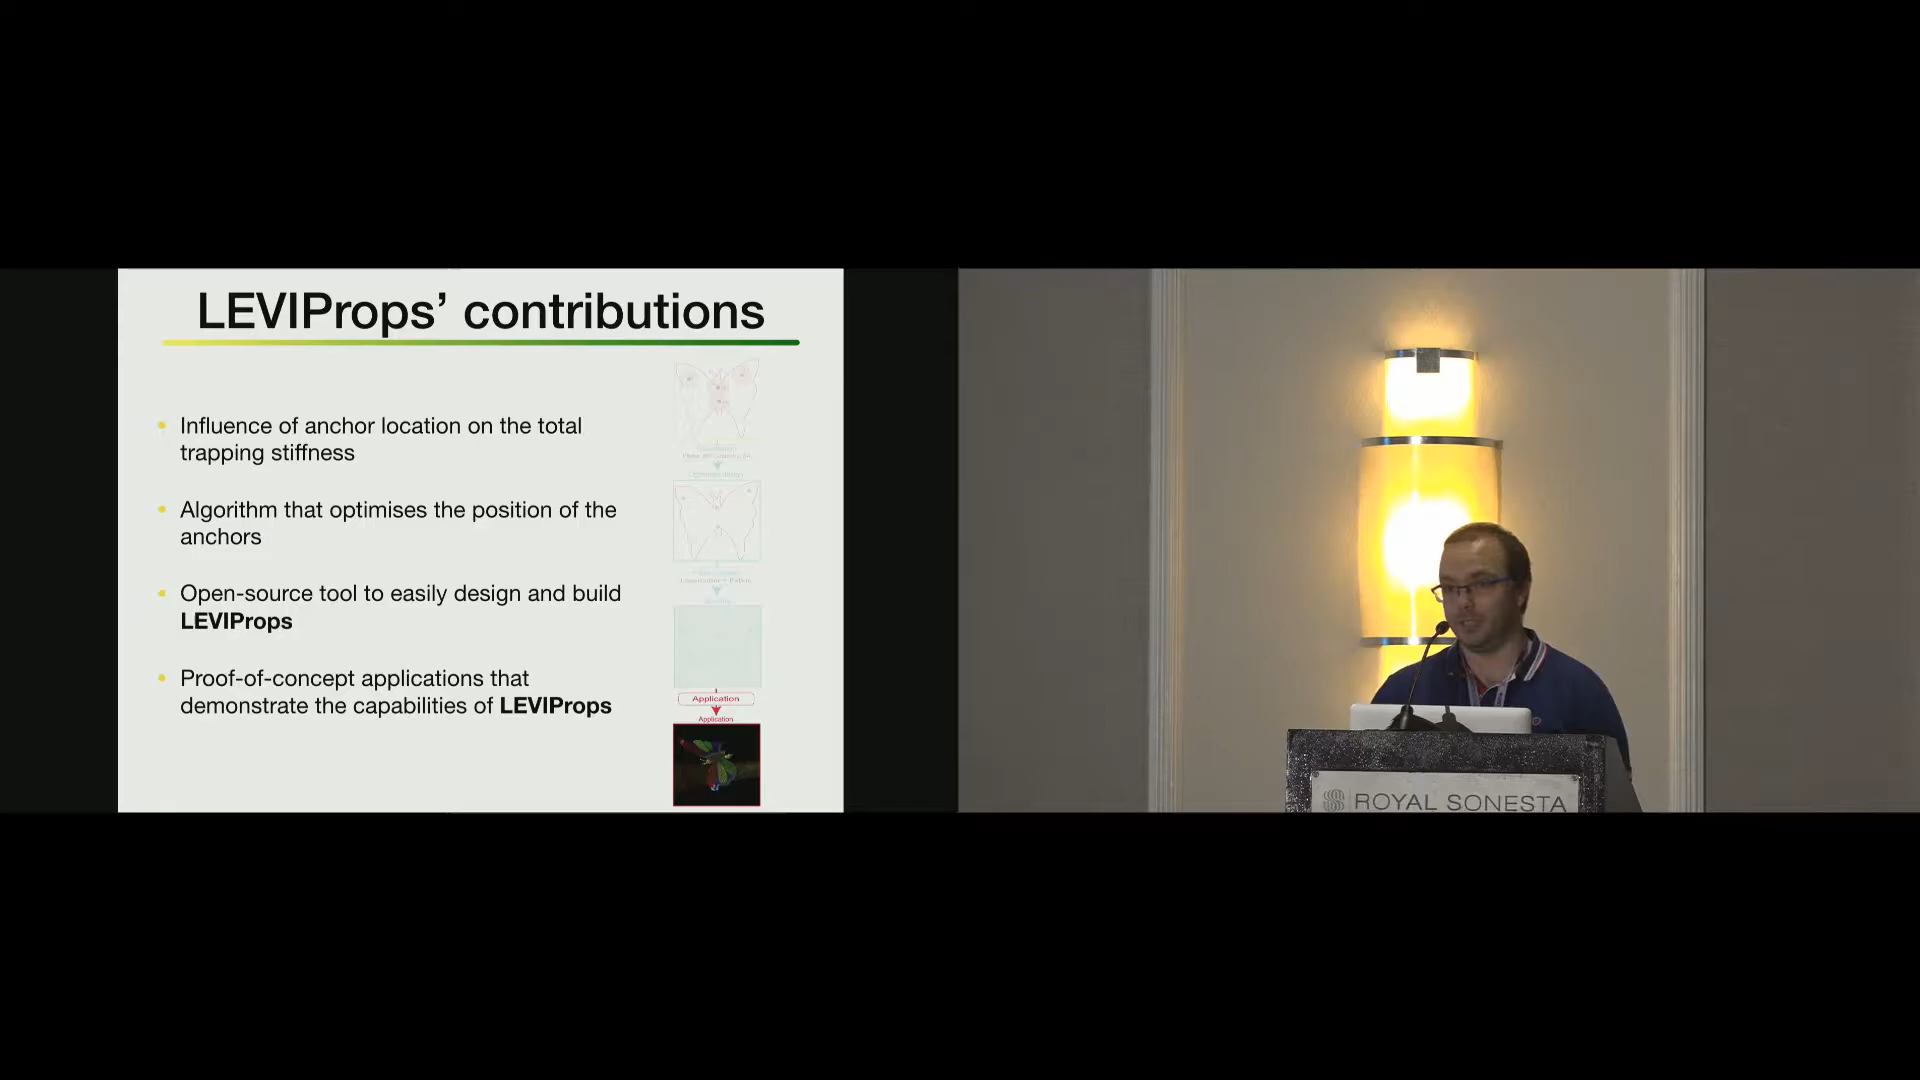 LEVIProps' contributions
• Influence of anchor location on the total
trapping stiffness
• Algorithm that optimises the position of the
anchors
• Open-source tool to easily design and build
LEVIProps
• Proof-of-concept applications that
demonstrate the capabilities of LEVIProps
Application
Application
ROYAL SONESTA